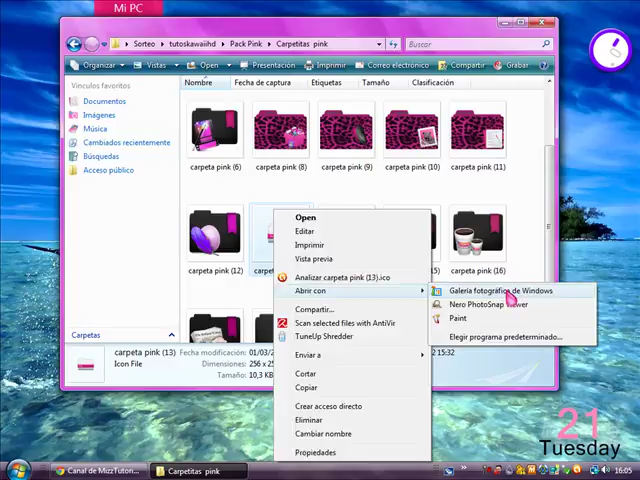 Mi PC
Sorteo ▸ tutoskawaiihd ▸ Pack Pink ▸ Carpetitas pink
Buscar
Organizar
Vistas
Open
Presentación
Imprimir
Correo electrónico
Compartir
Grabar
Vínculos favoritos
Documentos
Imágenes
Música
Cambiados recientemente
Búsquedas
Acceso público
Carpetas
Nombre
Fecha de captura
Etiquetas
Tamaño
Clasificación
carpeta pink (6)
carpeta pink (8)
carpeta pink (9)
carpeta pink (10)
carpeta pink (11)
carpeta pink (12)
carpeta pink (16)
Open
Editar
Imprimir
Vista previa
Analizar carpeta pink (13).ico
Abrir con
Compartir...
Scan selected files with AntiVir
TuneUp Shredder
Enviar a
Cortar
Copiar
Crear acceso directo
Eliminar
Cambiar nombre
Propiedades
Galería fotográfica de Windows
Nero PhotoSnap Viewer
Paint
Elegir programa predeterminado...
carpeta pink (13)
Icon File
Fecha modificación: 01/03/
Dimensiones: 256 x 25
Tamaño: 10,3 KB
15:32
21
Tuesday
Canal de MizzTutori...
Carpetitas pink
16:05